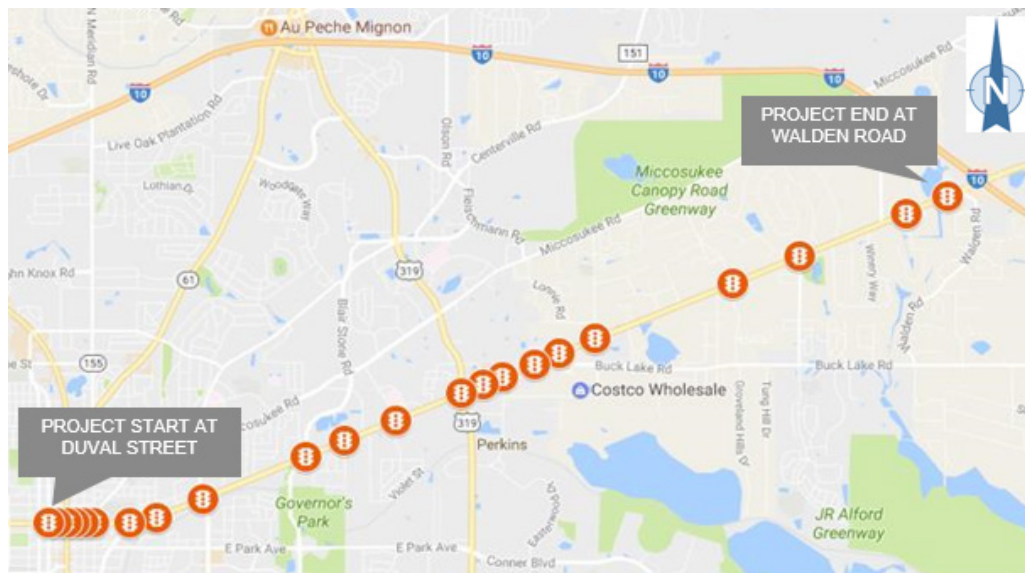 Au Peche Mignon
N Meridian Rd
10
151
10
10
Miccosukee Rd
N
10
Live Oak Plantation Rd
Olson Rd
Centerville Rd
PROJECT END AT
WALDEN ROAD
Lothian Dr
Woodgate Way
Fleischmann Rd
Miccosukee
Canopy Road
Greenway
10
Miccosukee Rd
61
319
Lonnie Rd
Winery Way
Walden Rd
Blair Stone Rd
Walden Rd
155
Buck Lake Rd
Buck Lake Rd
Costco Wholesale
PROJECT START AT
DUVAL STREET
319
Perkins
Groveland Hills Dr
Tung Hill Dr
Violet St
Governor's
Park
Easterwood Dr
JR Alford
Greenway
E Park Ave
E Park Ave
Conner Blvd